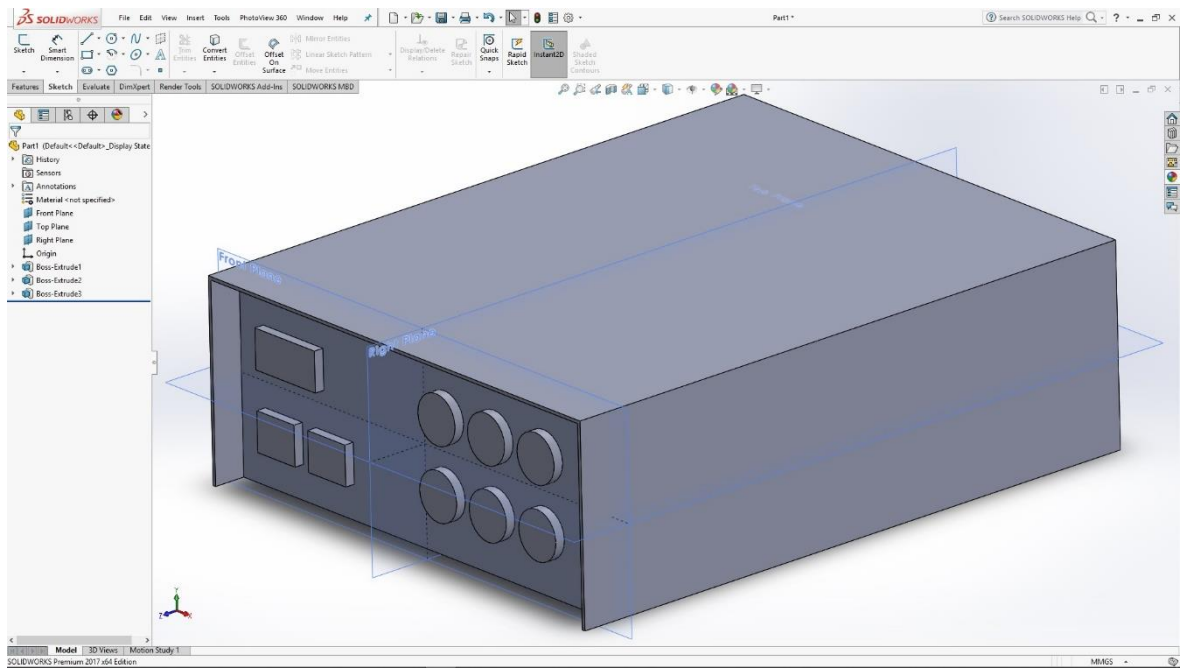 SOLIDWORKS File Edit View Insert Tools PhotoView 360 Window Help Part1 * Search SOLIDWORKS Help
Sketch Smart Dimension Trim Entities Convert Entities Offset Entities Offset On Surface Mirror Entities Linear Sketch Pattern Move Entities Display/Delete Relations Repair Sketch Quick Snaps Rapid Sketch Instant2D Shaded Sketch Contours
Features Sketch Evaluate DimXpert Render Tools SOLIDWORKS Add-Ins SOLIDWORKS MBD
Part1 (Default<<Default>_Display State
History
Sensors
Annotations
Material <not specified>
Front Plane
Top Plane
Right Plane
Origin
Boss-Extrude1
Boss-Extrude2
Boss-Extrude3
Top Plane
Front Plane
Right Plane
Y
Z X
Model 3D Views Motion Study 1
SOLIDWORKS Premium 2017 x64 Edition MMGS